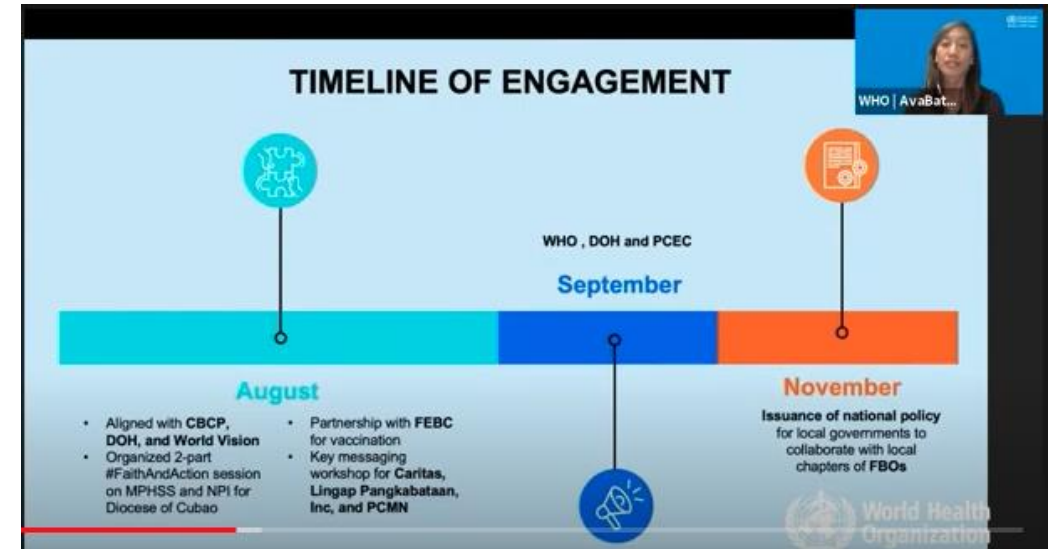 TIMELINE OF ENGAGEMENT
WHO | AvaBat...
WHO , DOH and PCEC
September
August
• Aligned with CBCP,
DOH, and World Vision
• Organized 2-part
#FaithAndAction session
on MPHSS and NPI for
Diocese of Cubao
• Partnership with FEBC
for vaccination
• Key messaging
workshop for Caritas,
Lingap Pangkabataan,
Inc, and PCMN
November
Issuance of national policy
for local governments to
collaborate with local
chapters of FBOs
World Health
Organization